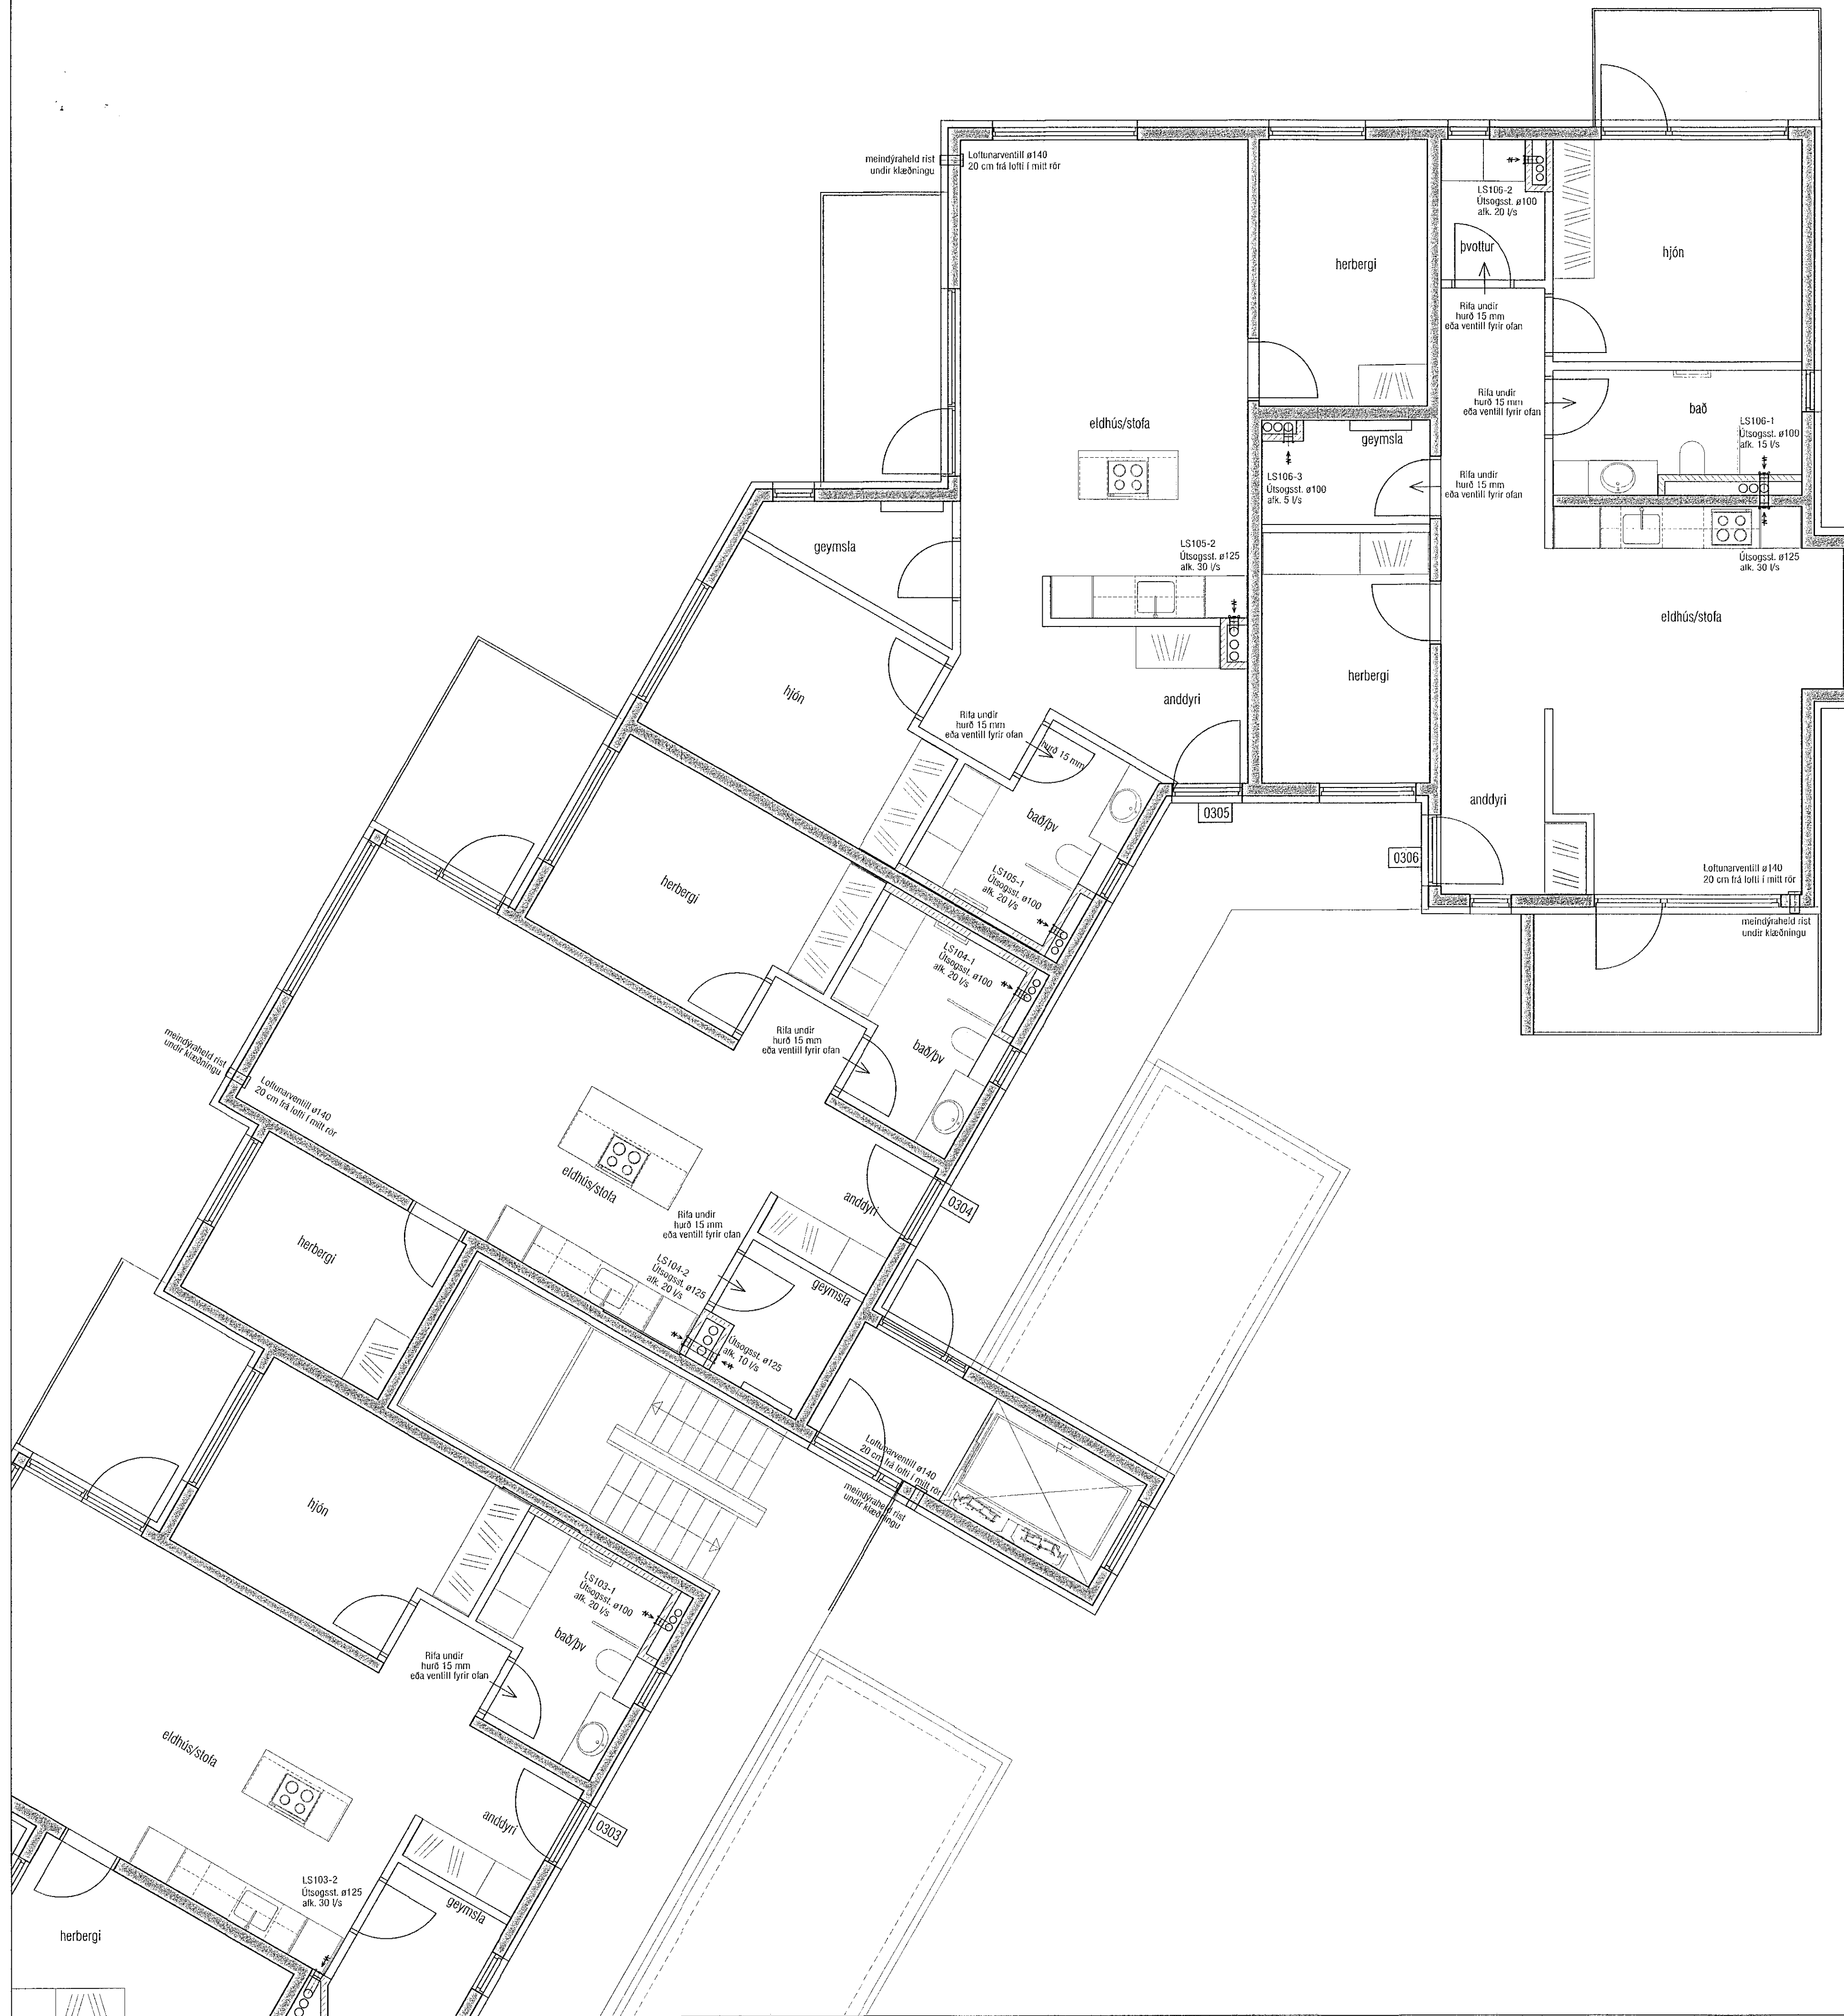 meindýraheld rist
undir klæðningu
Loftunarventill ø140
20 cm frá lofti í mitt rör
herbergi
LS106-2
Útsogsst. ø100
afk. 20 l/s
þvottur
hjón
Rifa undir
hurð 15 mm
eða ventill fyrir ofan
Rifa undir
hurð 15 mm
eða ventill fyrir ofan
bað
LS106-1
Útsogsst. ø100
afk. 15 l/s
eldhús/stofa
geymsla
LS106-3
Útsogsst. ø100
afk. 5 l/s
Rifa undir
hurð 15 mm
eða ventill fyrir ofan
geymsla
LS105-2
Útsogsst. ø125
afk. 30 l/s
Útsogsst. ø125
afk. 30 l/s
eldhús/stofa
hjón
herbergi
anddyri
Rifa undir
hurð 15 mm
eða ventill fyrir ofan
hurð 15 mm
0305
anddyri
0306
bað/þv
Loftunarventill ø140
20 cm frá lofti í mitt rör
meindýraheld rist
undir klæðningu
herbergi
LS105-1
Útsogsst. ø100
afk. 20 l/s
LS104-1
Útsogsst. ø100
afk. 20 l/s
Rifa undir
hurð 15 mm
eða ventill fyrir ofan
bað/þv
meindýraheld rist
undir klæðningu
Loftunarventill ø140
20 cm frá lofti í mitt rör
eldhús/stofa
anddyri
0304
Rifa undir
hurð 15 mm
eða ventill fyrir ofan
herbergi
LS104-2
Útsogsst. ø125
afk. 20 l/s
geymsla
Útsogsst. ø125
afk. 10 l/s
Loftunarventill ø140
20 cm frá lofti í mitt rör
meindýraheld rist
undir klæðningu
hjón
LS103-1
Útsogsst. ø100
afk. 20 l/s
bað/þv
Rifa undir
hurð 15 mm
eða ventill fyrir ofan
eldhús/stofa
anddyri
0303
LS103-2
Útsogsst. ø125
afk. 30 l/s
geymsla
herbergi